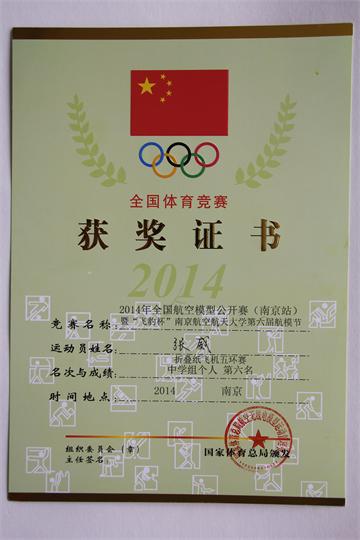 全国体育竞赛
获奖证书
2014
2014年全国航空模型公开赛（南京站）
竞赛名称：暨“飞豹杯”南京航空航天大学第六届航模节
运动员姓名：张威
折叠纸飞机五环赛
名次与成绩：中学组个人 第六名
时间地点：2014 南京
组织委员会（章）
主任签名：
国家体育总局颁发